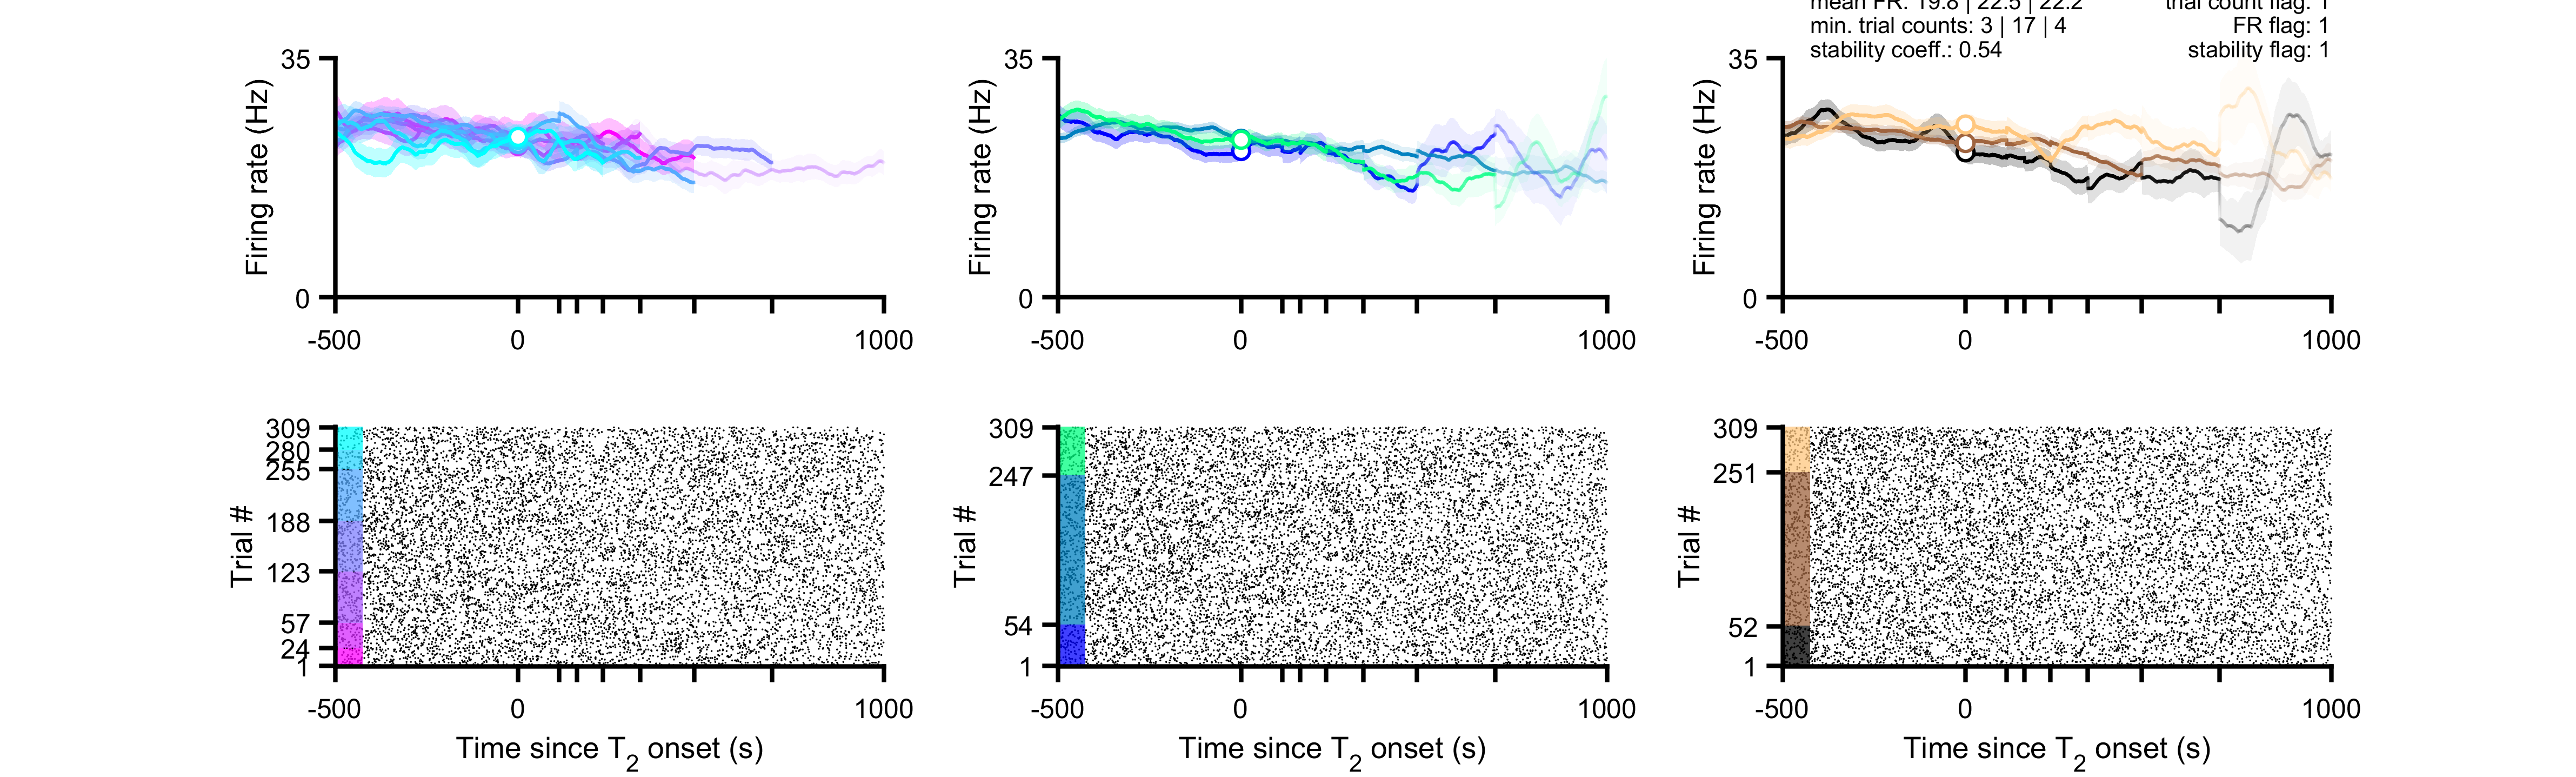 mean FR: 19.8 | 22.5 | 22.2
trial count flag: 1
min. trial counts: 3 | 17 | 4
FR flag: 1
stability coeff.: 0.54
stability flag: 1
35
Firing rate (Hz)
0
-500 0 1000
35
Firing rate (Hz)
0
-500 0 1000
35
Firing rate (Hz)
0
-500 0 1000
309
280
255
188
123
57
24
1
Trial #
-500 0 1000
Time since T2 onset (s)
309
247
54
1
Trial #
-500 0 1000
Time since T2 onset (s)
309
251
52
1
Trial #
-500 0 1000
Time since T2 onset (s)